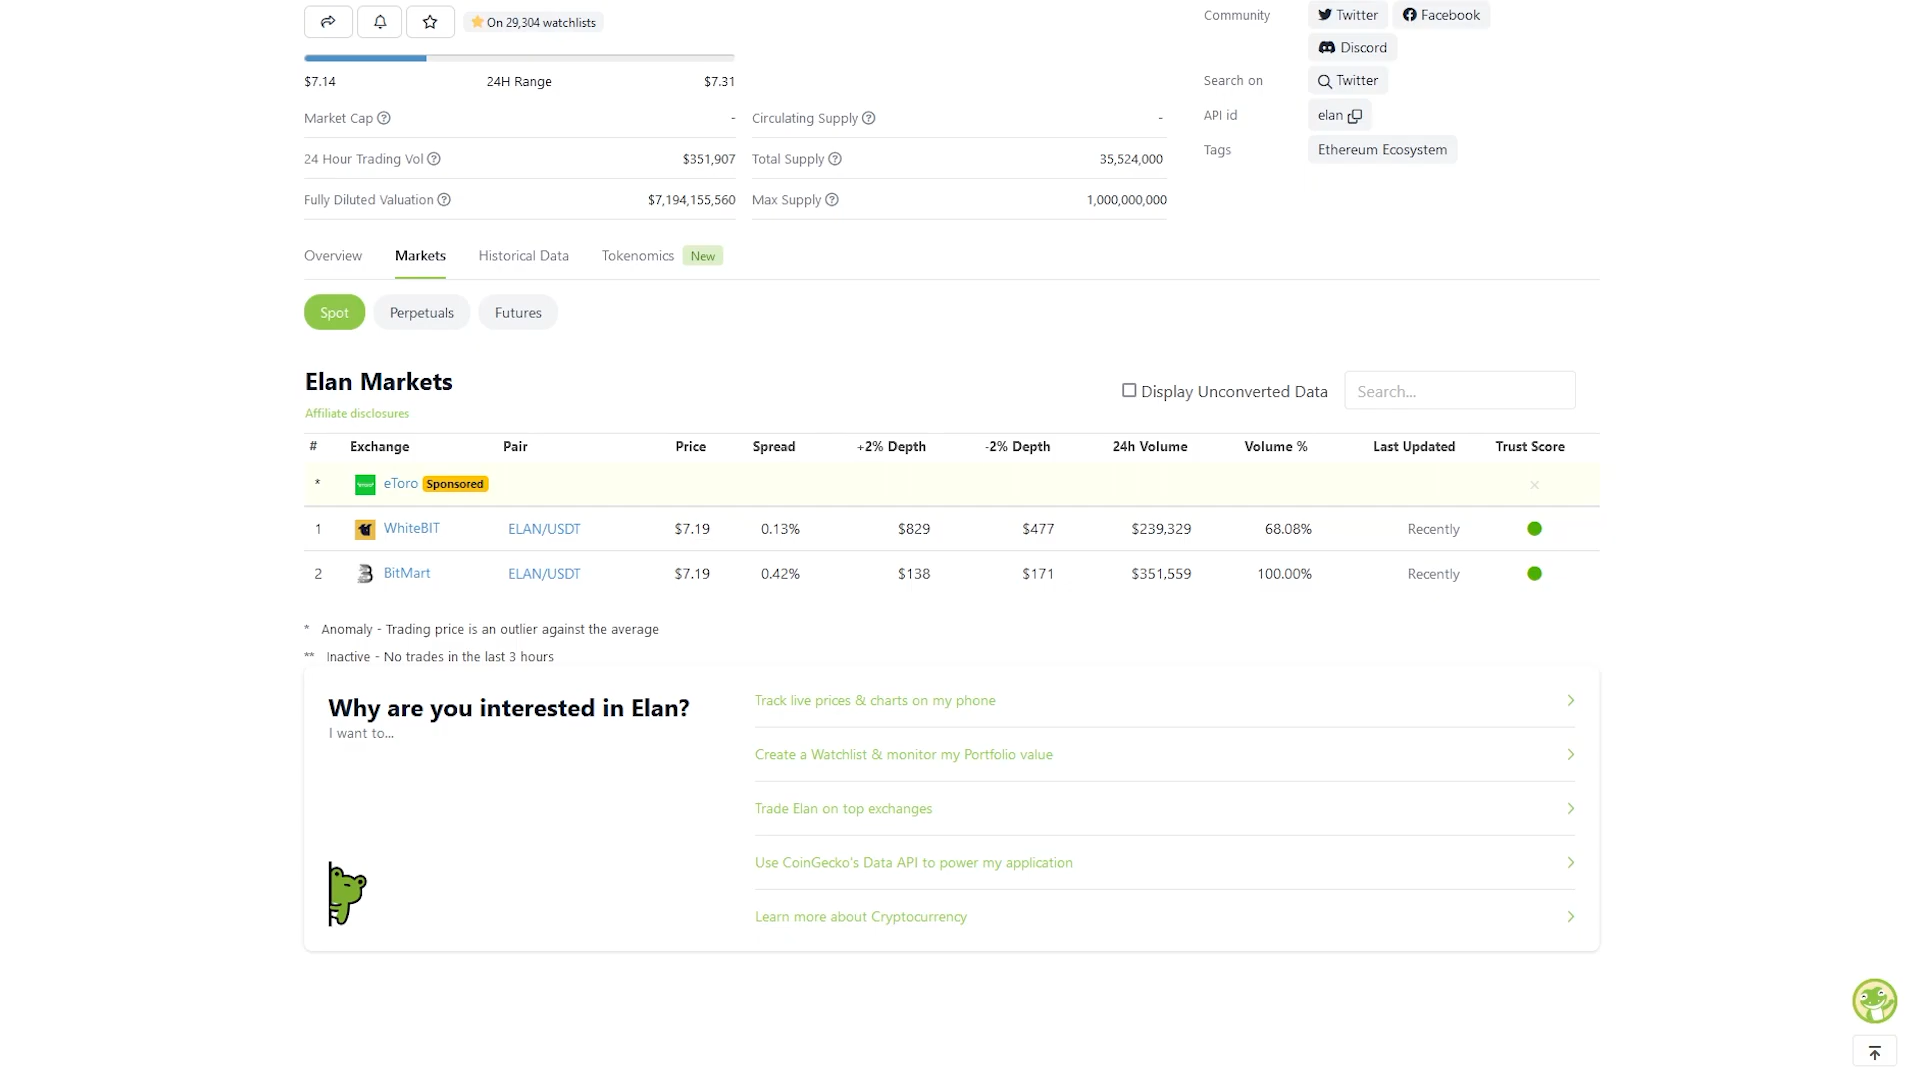 On 29,304 watchlists
$7.14 24H Range $7.31
Market Cap -
24 Hour Trading Vol $351,907
Fully Diluted Valuation $7,194,155,560
Circulating Supply -
Total Supply 35,524,000
Max Supply 1,000,000,000
Community Twitter Facebook
Discord
Search on Twitter
API id elan
Tags Ethereum Ecosystem
Overview Markets Historical Data Tokenomics New
Spot Perpetuals Futures
Elan Markets
Affiliate disclosures
Display Unconverted Data Search...
# Exchange Pair Price Spread +2% Depth -2% Depth 24h Volume Volume % Last Updated Trust Score
* eToro Sponsored
1 WhiteBIT ELAN/USDT $7.19 0.13% $829 $477 $239,329 68.08% Recently
2 BitMart ELAN/USDT $7.19 0.42% $138 $171 $351,559 100.00% Recently
* Anomaly - Trading price is an outlier against the average
** Inactive - No trades in the last 3 hours
Why are you interested in Elan?
I want to...
Track live prices & charts on my phone
Create a Watchlist & monitor my Portfolio value
Trade Elan on top exchanges
Use CoinGecko's Data API to power my application
Learn more about Cryptocurrency